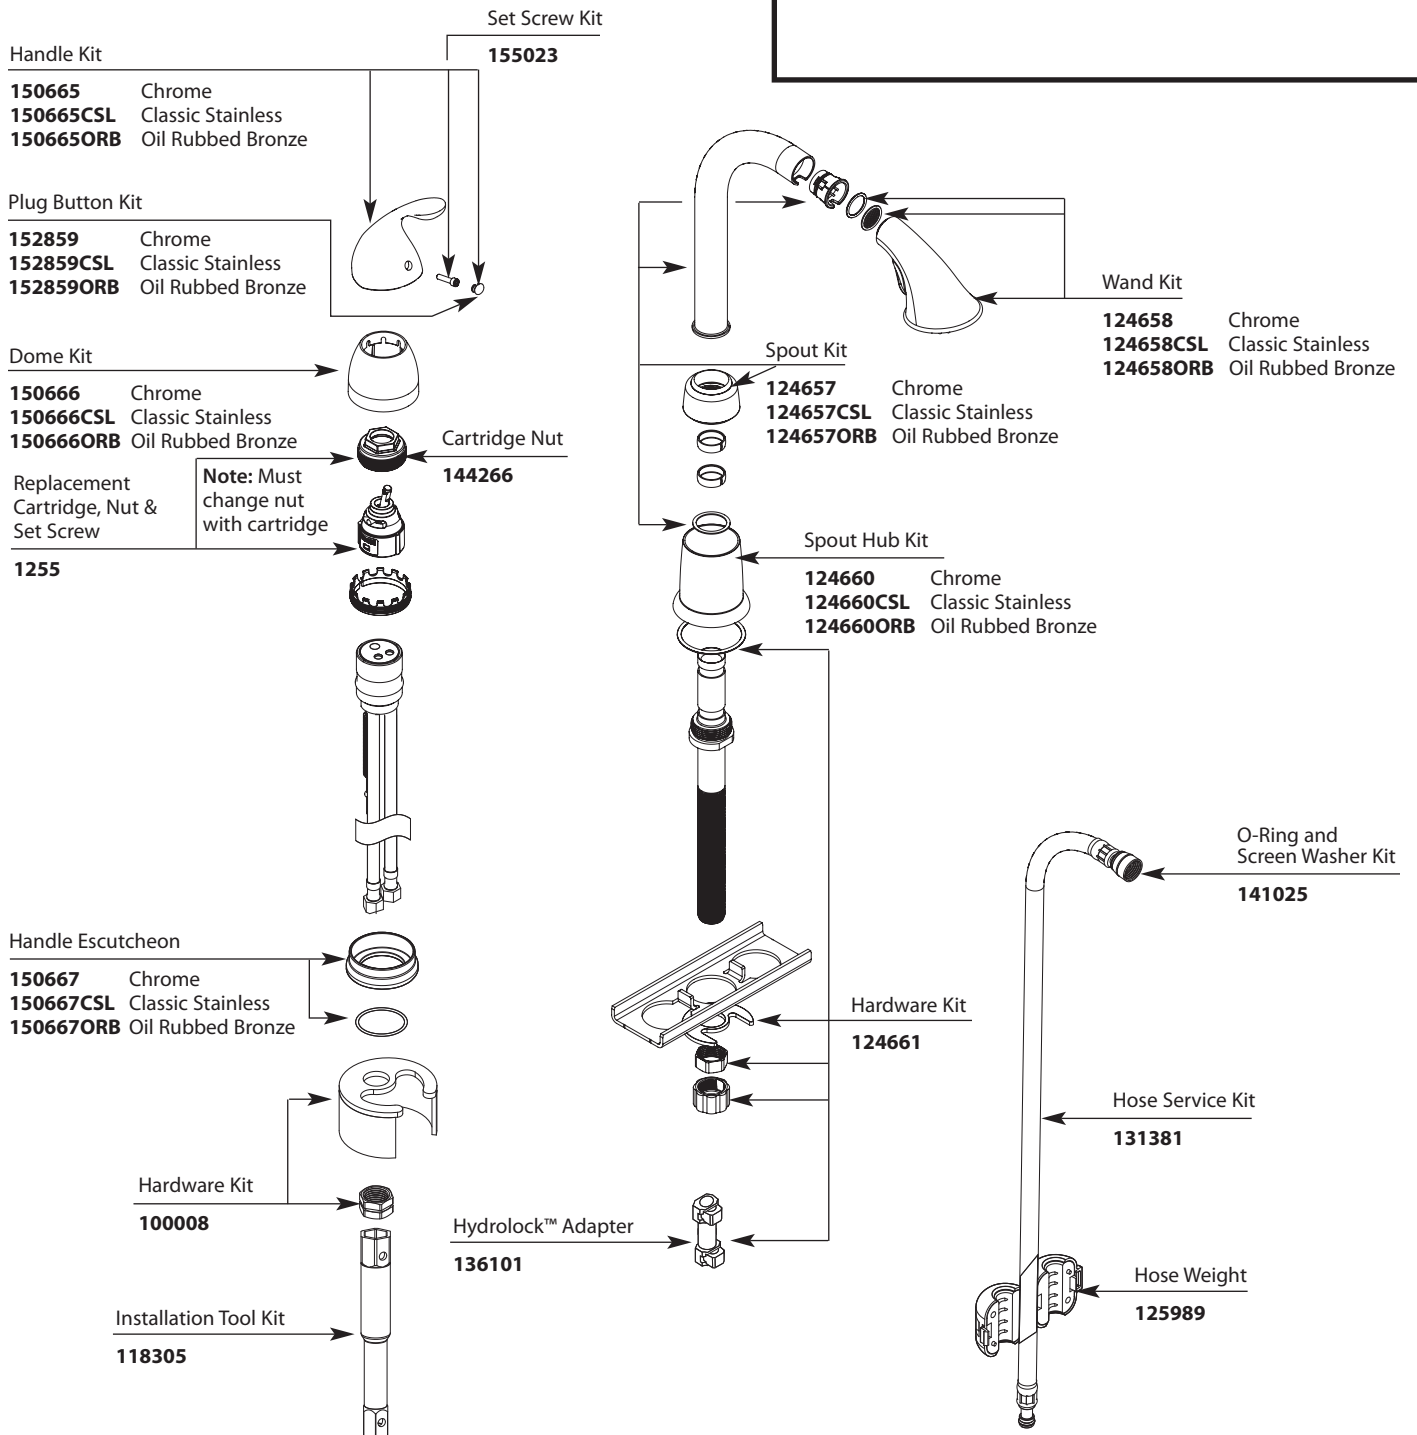 Set Screw Kit
155023
Handle Kit
150665 Chrome
150665CSL Classic Stainless
150665ORB Oil Rubbed Bronze
Plug Button Kit
152859 Chrome
152859CSL Classic Stainless
152859ORB Oil Rubbed Bronze
Dome Kit
150666 Chrome
150666CSL Classic Stainless
150666ORB Oil Rubbed Bronze
Cartridge Nut
144266
Replacement
Cartridge, Nut &
Set Screw
1255
Note: Must
change nut
with cartridge
Wand Kit
124658 Chrome
124658CSL Classic Stainless
124658ORB Oil Rubbed Bronze
Spout Kit
124657 Chrome
124657CSL Classic Stainless
124657ORB Oil Rubbed Bronze
Spout Hub Kit
124660 Chrome
124660CSL Classic Stainless
124660ORB Oil Rubbed Bronze
O-Ring and
Screen Washer Kit
141025
Handle Escutcheon
150667 Chrome
150667CSL Classic Stainless
150667ORB Oil Rubbed Bronze
Hardware Kit
124661
Hose Service Kit
131381
Hardware Kit
100008
Hydrolock™ Adapter
136101
Hose Weight
125989
Installation Tool Kit
118305